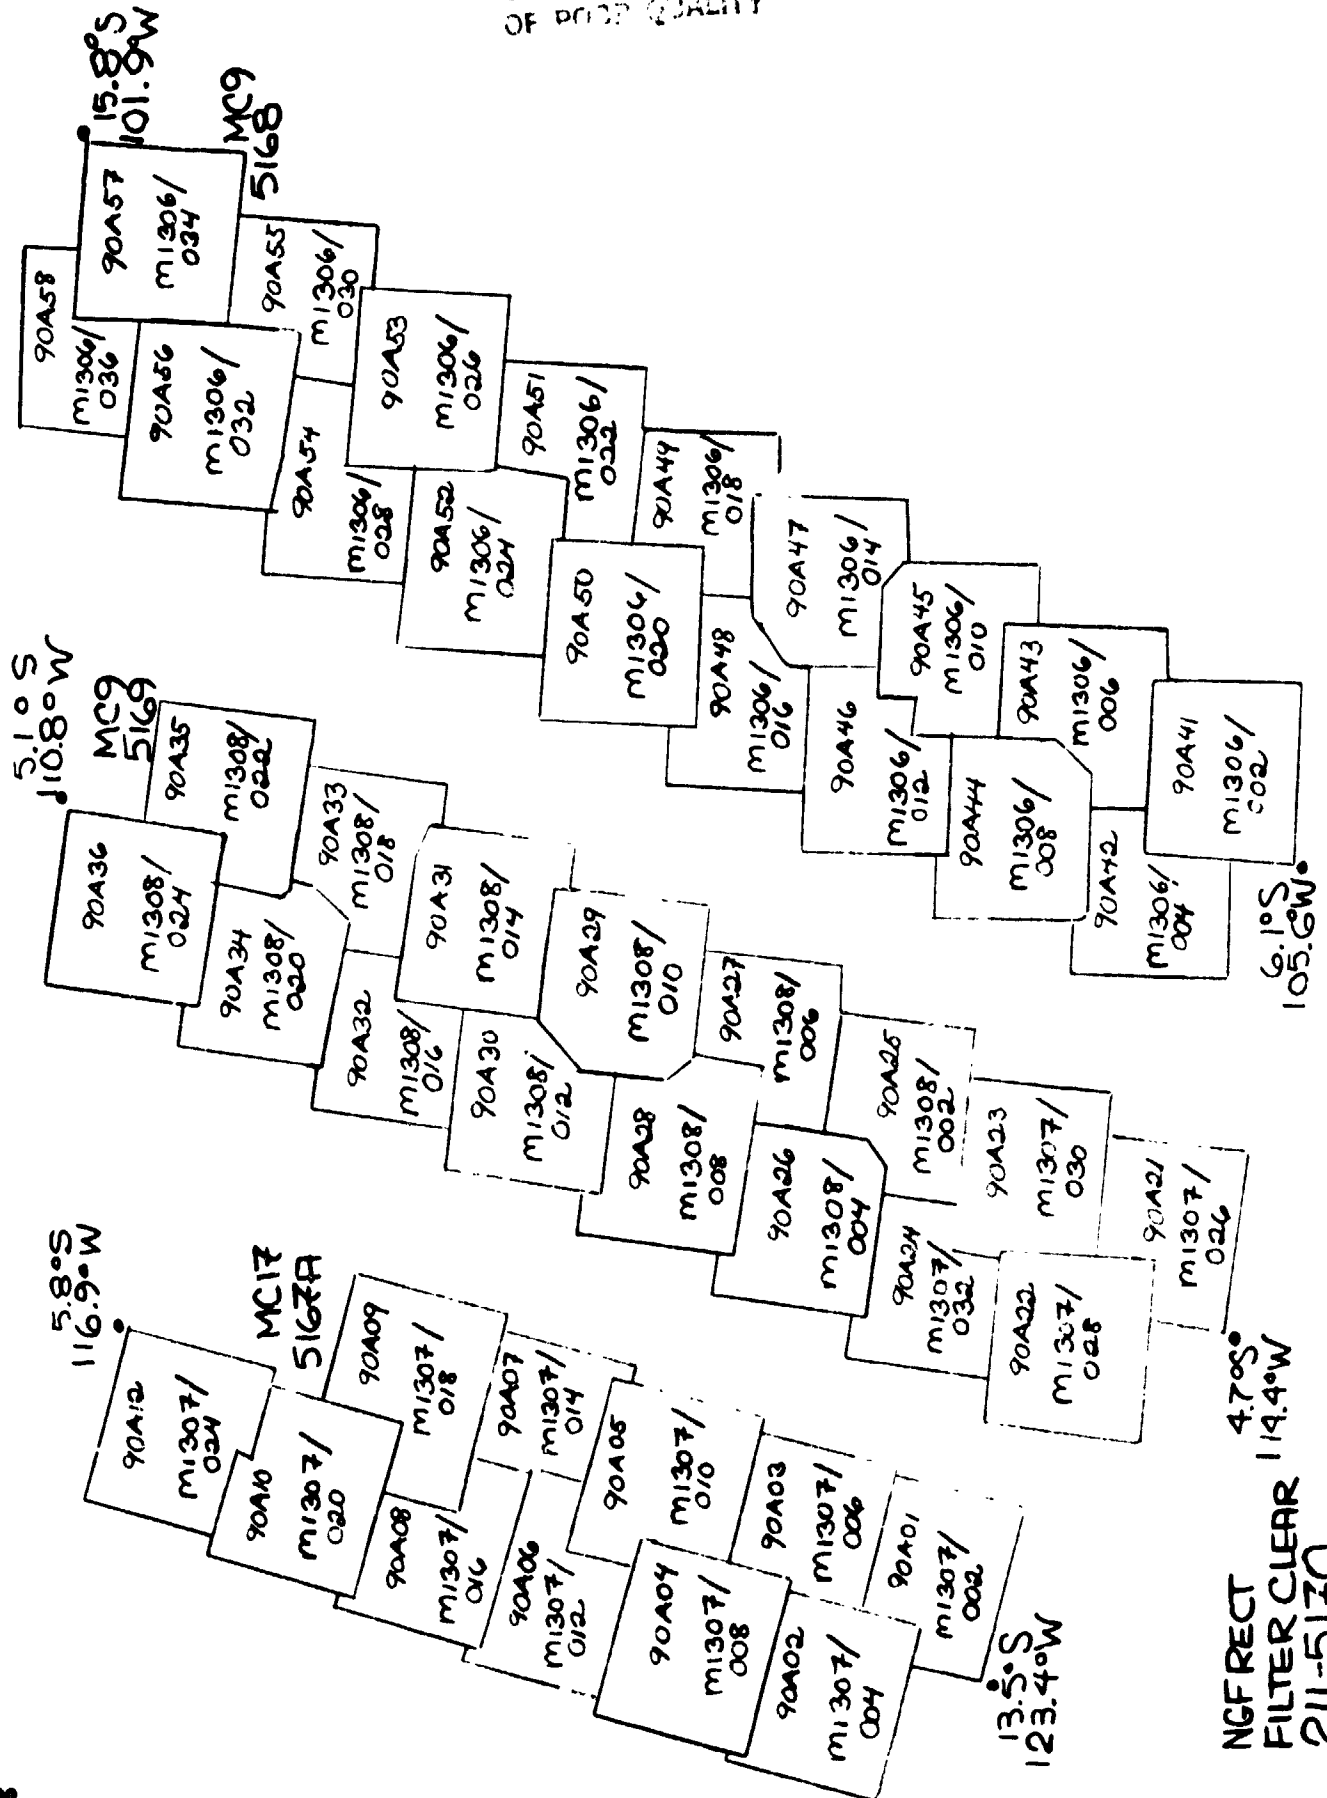 OF POOR QUALITY
15.8°S
101.9°W
MC9
5168
90A58
M1306/
036
90A57
M1306/
034
90A56
M1306/
032
90A55
M1306/
030
90A54
M1306/
028
90A53
M1306/
026
90A52
M1306/
024
90A51
M1306/
022
90A50
M1306/
020
90A49
M1306/
018
90A48
M1306/
016
90A47
M1306/
014
90A46
M1306/
012
90A45
M1306/
010
90A44
M1306/
008
90A43
M1306/
006
90A42
M1306/
004
90A41
M1306/
002
6.1°S
105.6°W
5.1°S
110.8°W
MC9
5169
90A36
M1308/
024
90A35
M1308/
022
90A34
M1308/
020
90A33
M1308/
018
90A32
M1308/
016
90A31
M1308/
014
90A30
M1308/
012
90A29
M1308/
010
90A28
M1308/
008
90A27
M1308/
006
90A26
M1308/
004
90A25
M1308/
002
90A24
M1307/
032
90A23
M1307/
030
90A22
M1307/
028
90A21
M1307/
026
4.7°S
114.4°W
5.8°S
116.9°W
MC17
5167A
90A12
M1307/
024
90A10
M1307/
020
90A09
M1307/
018
90A08
M1307/
016
90A07
M1307/
014
90A06
M1307/
012
90A05
M1307/
010
90A04
M1307/
008
90A03
M1307/
006
90A02
M1307/
004
90A01
M1307/
002
13.5°S
123.4°W
NGF RECT
FILTER CLEAR
211-5170